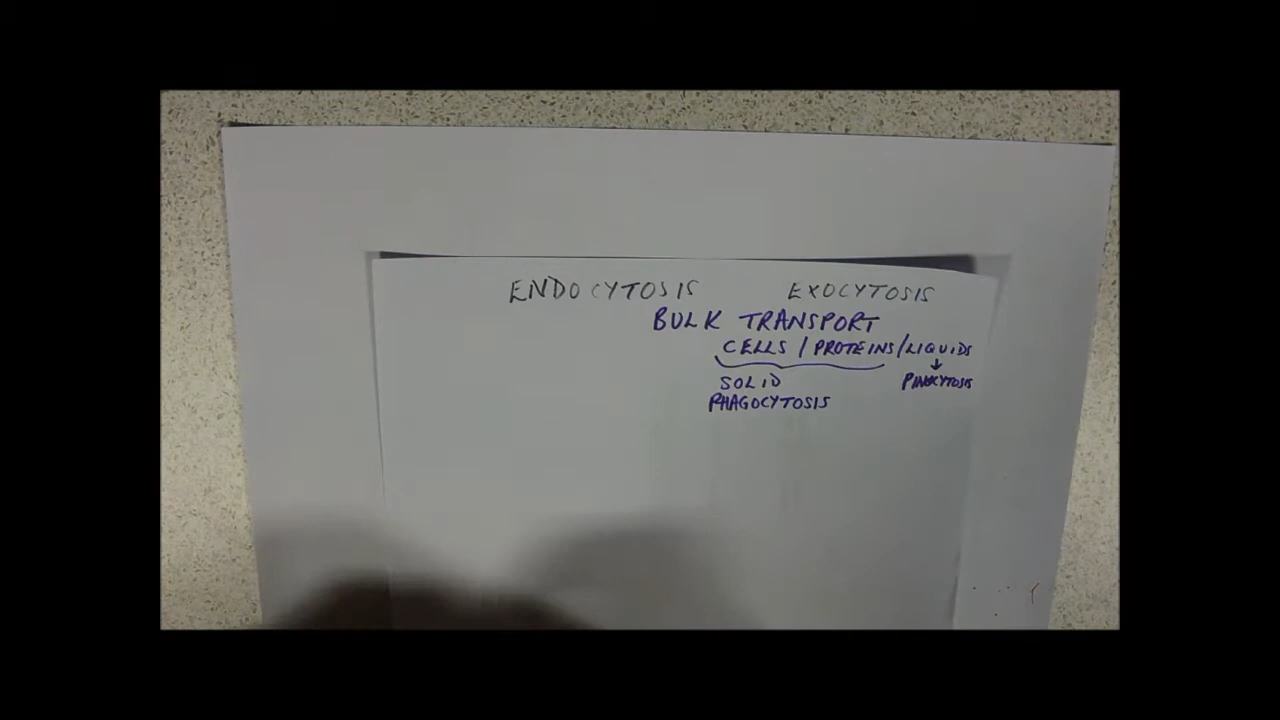 ENDOCYTOSIS EXOCYTOSIS
BULK TRANSPORT
CELLS / PROTEINS / LIQUIDS
↓
SOLID PINOCYTOSIS
PHAGOCYTOSIS